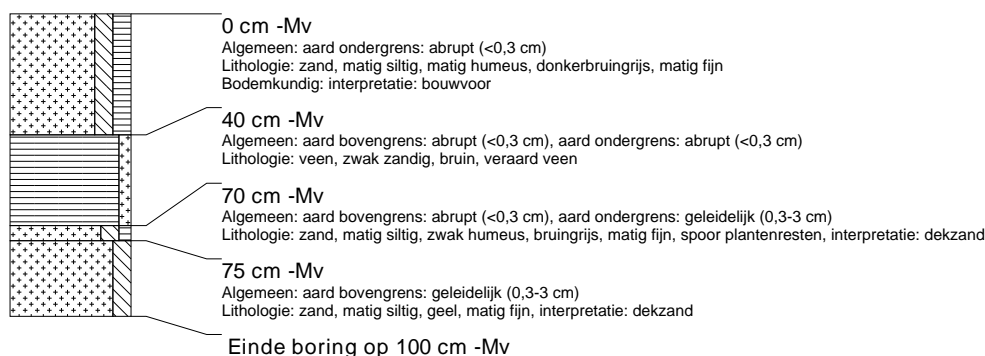 0 cm -Mv
Algemeen: aard ondergrens: abrupt (<0,3 cm)
Lithologie: zand, matig siltig, matig humeus, donkerbruingrijs, matig fijn
Bodemkundig: interpretatie: bouwvoor
40 cm -Mv
Algemeen: aard bovengrens: abrupt (<0,3 cm), aard ondergrens: abrupt (<0,3 cm)
Lithologie: veen, zwak zandig, bruin, veraard veen
70 cm -Mv
Algemeen: aard bovengrens: abrupt (<0,3 cm), aard ondergrens: geleidelijk (0,3-3 cm)
Lithologie: zand, matig siltig, zwak humeus, bruingrijs, matig fijn, spoor plantenresten, interpretatie: dekzand
75 cm -Mv
Algemeen: aard bovengrens: geleidelijk (0,3-3 cm)
Lithologie: zand, matig siltig, geel, matig fijn, interpretatie: dekzand
Einde boring op 100 cm -Mv